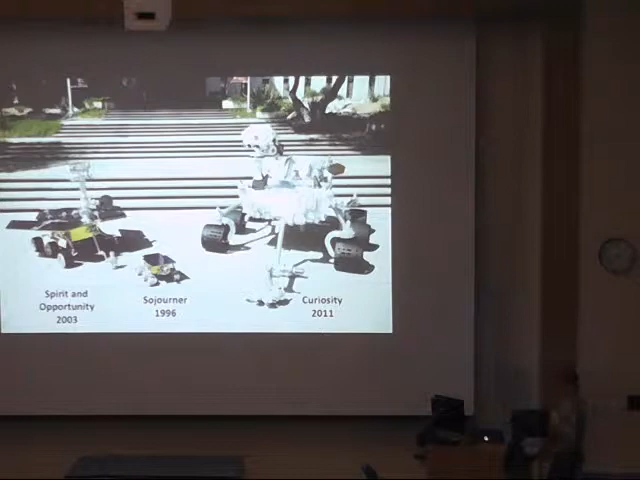 Spirit and
Opportunity
2003
Sojourner
1996
Curiosity
2011